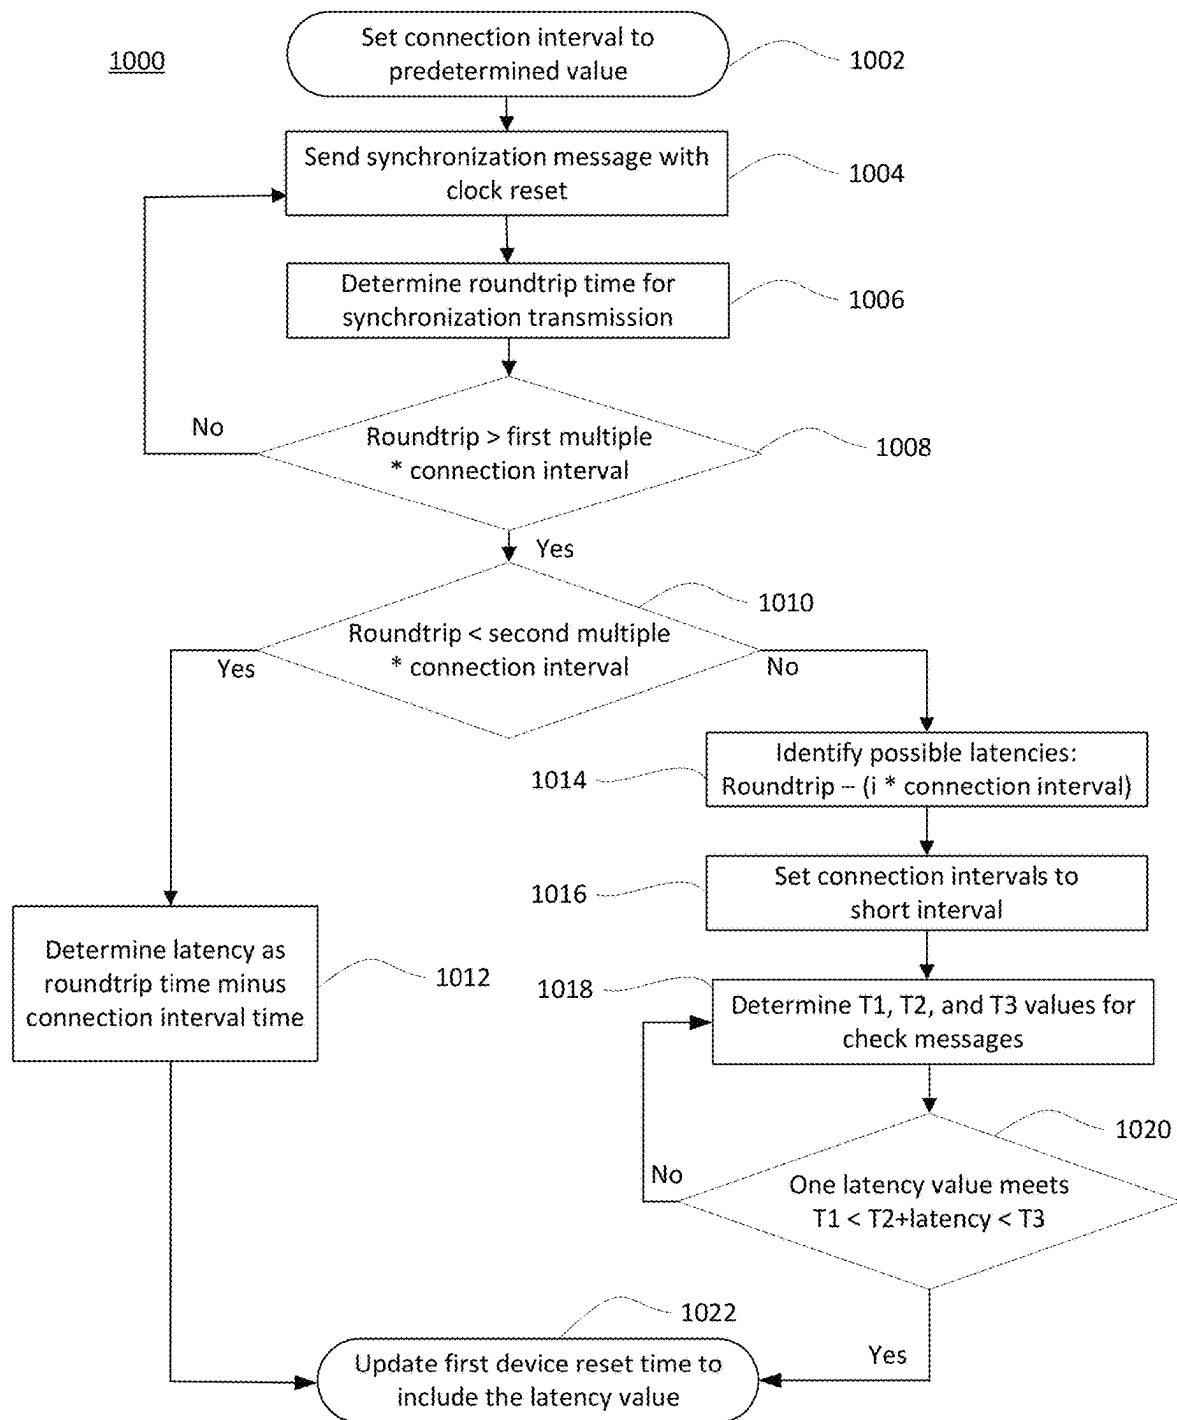 1000
Set connection interval to
predetermined value
1002
Send synchronization message with
clock reset
1004
Determine roundtrip time for
synchronization transmission
1006
No
Roundtrip > first multiple
* connection interval
1008
Yes
1010
Roundtrip < second multiple
* connection interval
Yes
No
Identify possible latencies:
Roundtrip – (i * connection interval)
1014
Set connection intervals to
short interval
1016
Determine latency as
roundtrip time minus
connection interval time
1012
1018
Determine T1, T2, and T3 values for
check messages
1020
No
One latency value meets
T1 < T2+latency < T3
1022
Yes
Update first device reset time to
include the latency value